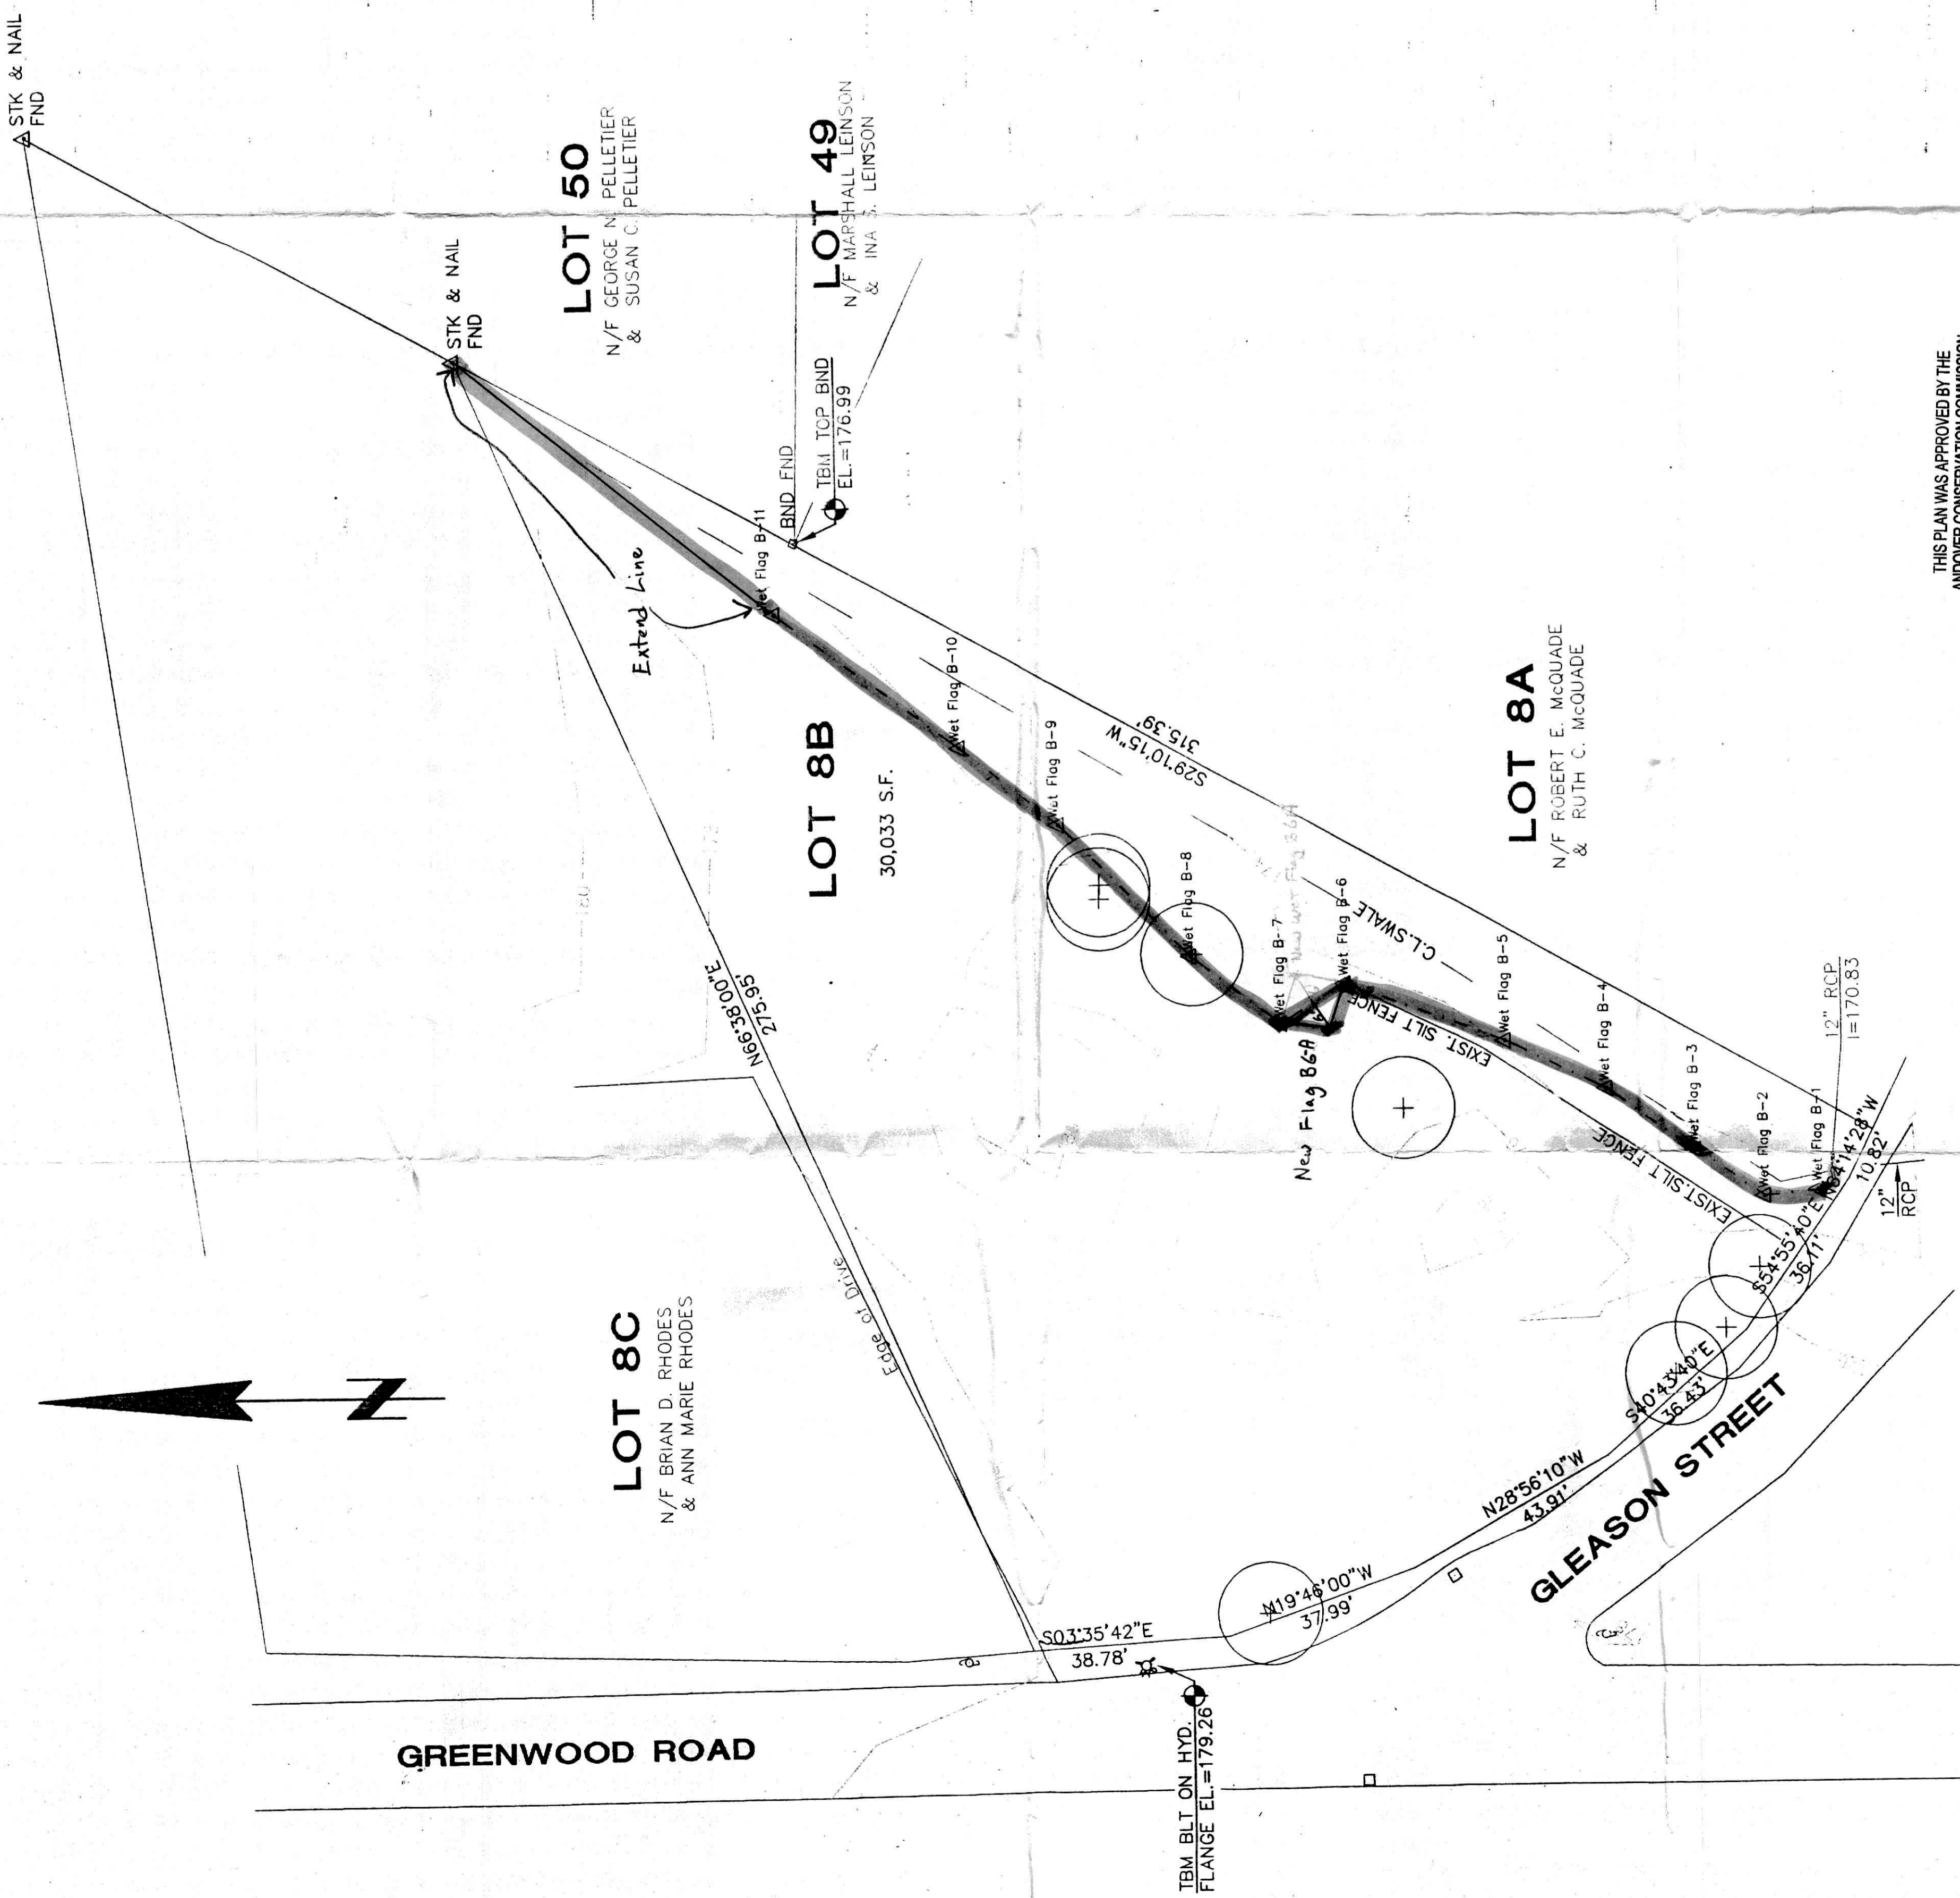 STK & NAIL
FND
STK & NAIL
FND
LOT 50
N/F GEORGE N. PELLETIER
& SUSAN C. PELLETIER
LOT 49
N/F MARSHALL LEINSON
& INA S. LEINSON
BND FND
TBM TOP BND
EL.=176.99
Extend Line
Wet Flag B-11
Wet Flag B-10
Wet Flag B-9
Wet Flag B-8
Wet Flag B-7
New Wet Flag B6A
Wet Flag B-6
Wet Flag B-5
Wet Flag B-4
Wet Flag B-3
Wet Flag B-2
Wet Flag B-1
LOT 8B
30,033 S.F.
S29°10'15"W
315.39'
C.L.SWALE
LOT 8A
N/F ROBERT E. McQUADE
& RUTH C. McQUADE
THIS PLAN WAS APPROVED BY THE
ANDOVER CONSERVATION COMMISSION
N66°38'00"E
275.95'
180
New Flag B6A
EXIST. SILT FENCE
EXIST.SILT FENCE
12" RCP
I=170.83
N64°14'28"W
10.82'
12"
RCP
S54°55'40"E
36.11'
S40°43'40"E
36.43'
N28°56'10"W
43.91'
N19°46'00"W
37.99'
S03°35'42"E
38.78'
Edge of Drive
LOT 8C
N/F BRIAN D. RHODES
& ANN MARIE RHODES
N
GLEASON STREET
GREENWOOD ROAD
TBM BLT ON HYD.
FLANGE EL.=179.26